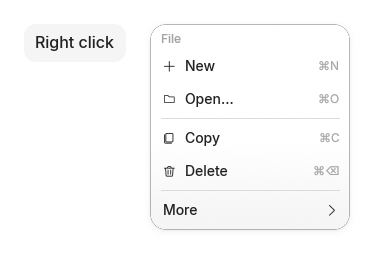 Right click
File
New ⌘N
Open... ⌘O
Copy ⌘C
Delete ⌘⌫
More